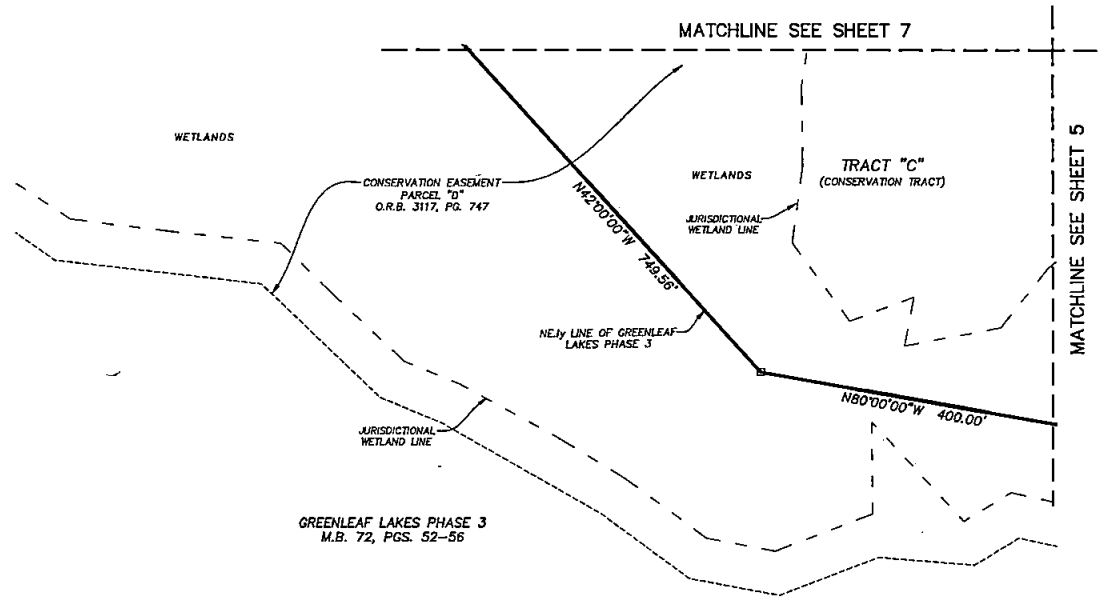 MATCHLINE SEE SHEET 7
WETLANDS
CONSERVATION EASEMENT
PARCEL "D"
O.R.B. 3117, PG. 747
WETLANDS
TRACT "C"
(CONSERVATION TRACT)
JURISDICTIONAL
WETLAND LINE
MATCHLINE SEE SHEET 5
N42°00'00"W 749.56'
NE.ly LINE OF GREENLEAF
LAKES PHASE 3
N80°00'00"W 400.00'
JURISDICTIONAL
WETLAND LINE
GREENLEAF LAKES PHASE 3
M.B. 72, PGS. 52-56